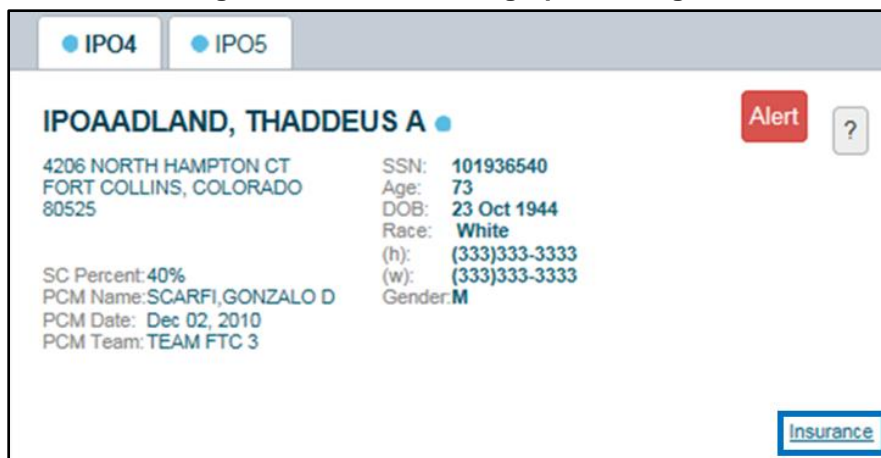 IPO4 IPO5
IPOAADLAND, THADDEUS A
Alert
?
4206 NORTH HAMPTON CT
FORT COLLINS, COLORADO
80525
SC Percent: 40%
PCM Name: SCARFI,GONZALO D
PCM Date: Dec 02, 2010
PCM Team: TEAM FTC 3
SSN: 101936540
Age: 73
DOB: 23 Oct 1944
Race: White
(h): (333)333-3333
(w): (333)333-3333
Gender: M
Insurance